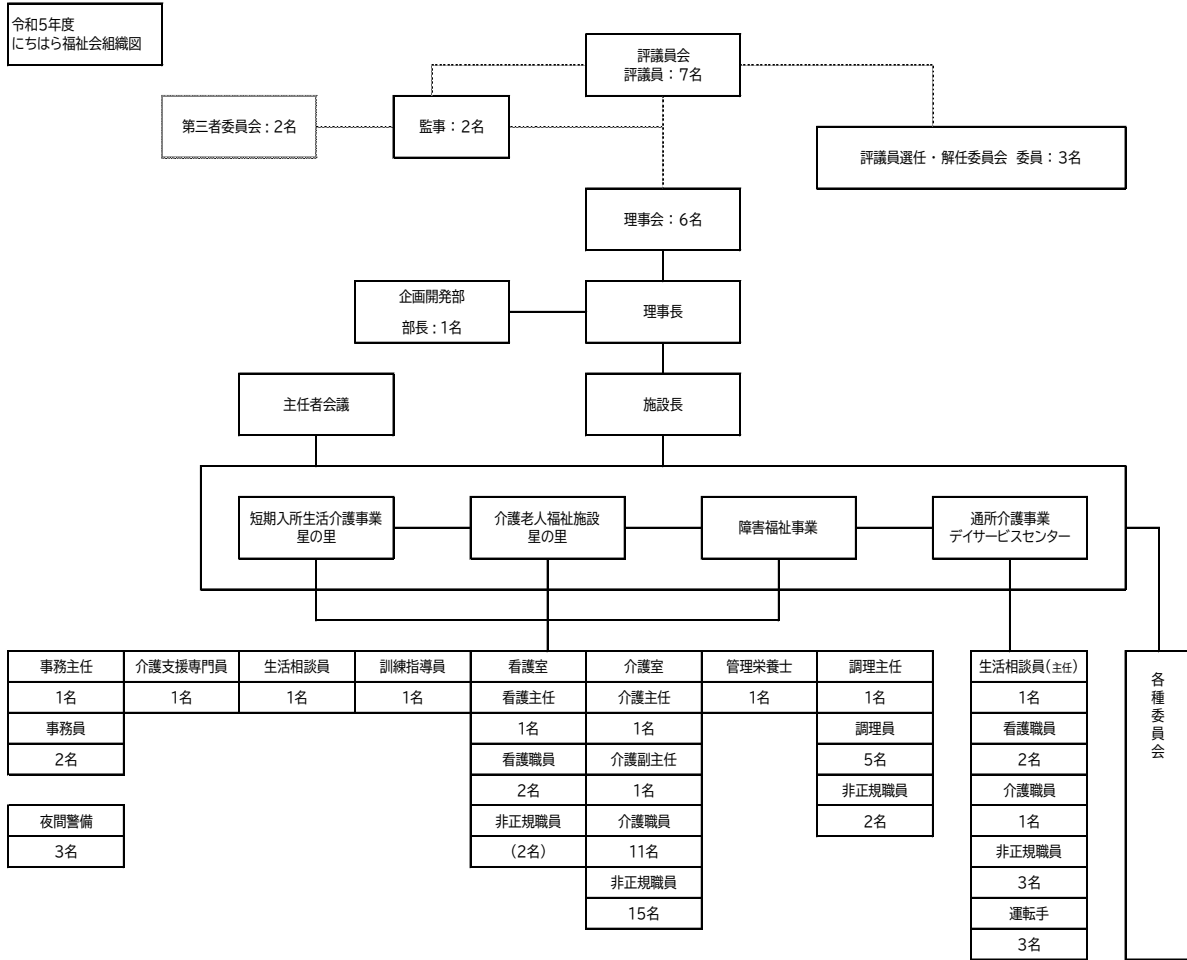 令和5年度
にちはら福祉会組織図
評議員会
評議員：7名
第三者委員会：2名
監事：2名
評議員選任・解任委員会 委員：3名
理事会：6名
企画開発部
部長：1名
理事長
主任者会議
施設長
短期入所生活介護事業
星の里
介護老人福祉施設
星の里
障害福祉事業
通所介護事業
デイサービスセンター
事務主任
1名
事務員
2名
夜間警備
3名
介護支援専門員
1名
生活相談員
1名
訓練指導員
1名
看護室
看護主任
1名
看護職員
2名
非正規職員
(2名)
介護室
介護主任
1名
介護副主任
1名
介護職員
11名
非正規職員
15名
管理栄養士
1名
調理主任
1名
調理員
5名
非正規職員
2名
生活相談員(主任)
1名
看護職員
2名
介護職員
1名
非正規職員
3名
運転手
3名
各種委員会